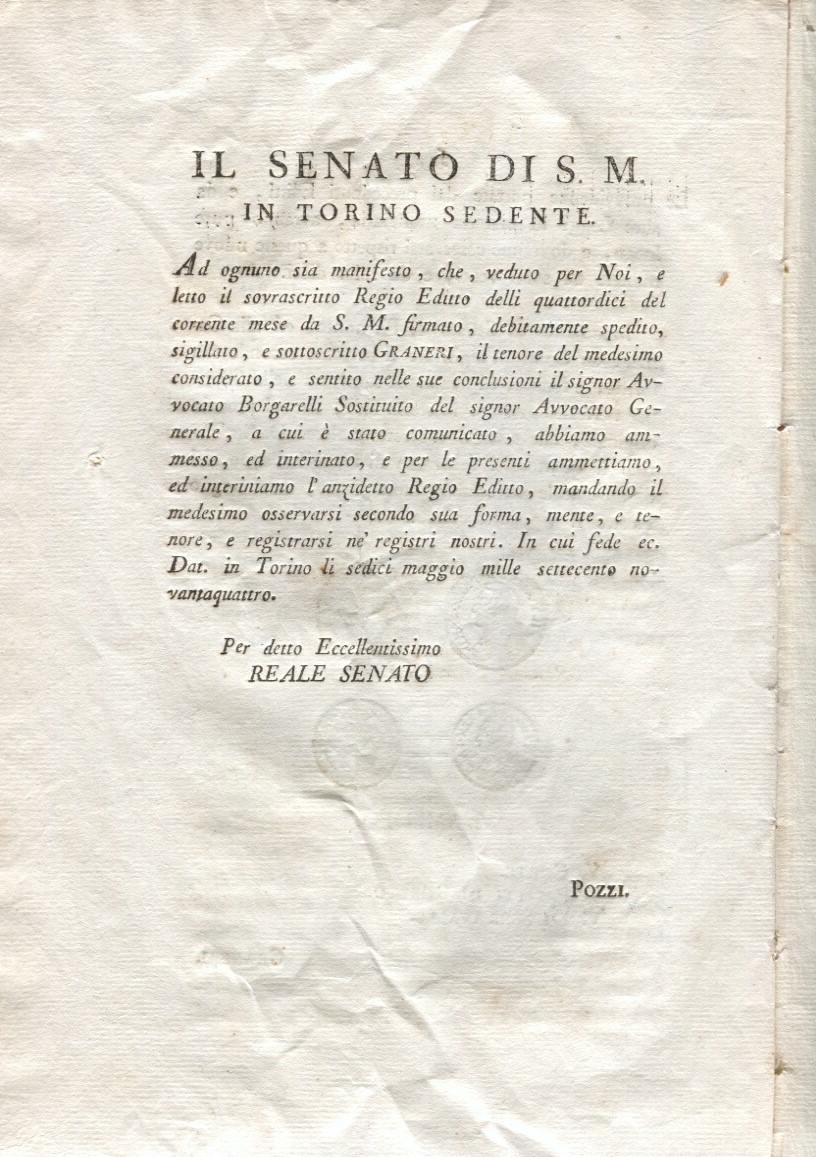 IL SENATO DI S. M.
IN TORINO SEDENTE.
Ad ognuno sia manifesto, che, veduto per Noi, e
letto il sovrascritto Regio Editto delli quattordici del
corrente mese da S. M. firmato, debitamente spedito,
sigillato, e sottoscritto GRANERI, il tenore del medesimo
considerato, e sentito nelle sue conclusioni il signor Av-
vocato Borgarelli Sostituito del signor Avvocato Ge-
nerale, a cui è stato comunicato, abbiamo am-
messo, ed interinato, e per le presenti ammettiamo,
ed interiniamo l'anzidetto Regio Editto, mandando il
medesimo osservarsi secondo sua forma, mente, e te-
nore, e registrarsi ne' registri nostri. In cui fede ec.
Dat. in Torino li sedici maggio mille settecento no-
vantaquattro.
Per detto Eccellentissimo
REALE SENATO
POZZI.